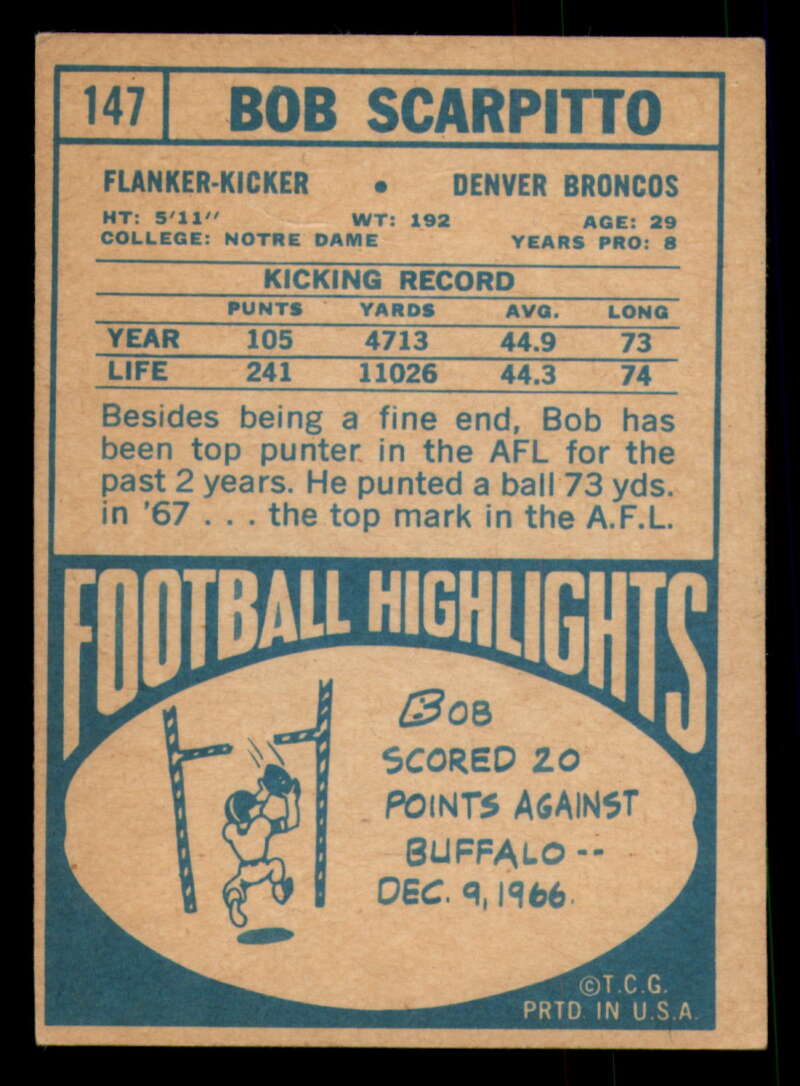 147 BOB SCARPITTO
FLANKER-KICKER • DENVER BRONCOS
HT: 5'11" WT: 192 AGE: 29
COLLEGE: NOTRE DAME YEARS PRO: 8
KICKING RECORD
PUNTS YARDS AVG. LONG
YEAR 105 4713 44.9 73
LIFE 241 11026 44.3 74
Besides being a fine end, Bob has
been top punter in the AFL for the
past 2 years. He punted a ball 73 yds.
in '67 . . . the top mark in the A.F.L.
FOOTBALL HIGHLIGHTS
BOB
SCORED 20
POINTS AGAINST
BUFFALO --
DEC. 9, 1966.
©T.C.G.
PRTD. IN U.S.A.